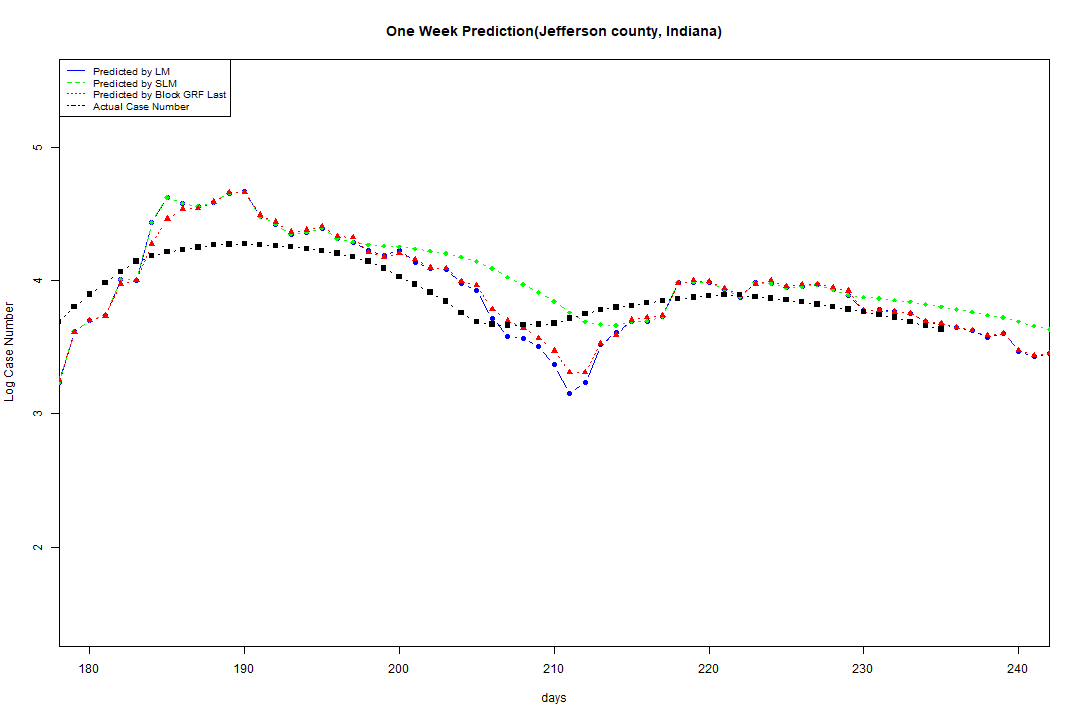 One Week Prediction(Jefferson county, Indiana)
Predicted by LM
Predicted by SLM
Predicted by Block GRF Last
Actual Case Number
5
4
3
2
Log Case Number
180 190 200 210 220 230 240
days